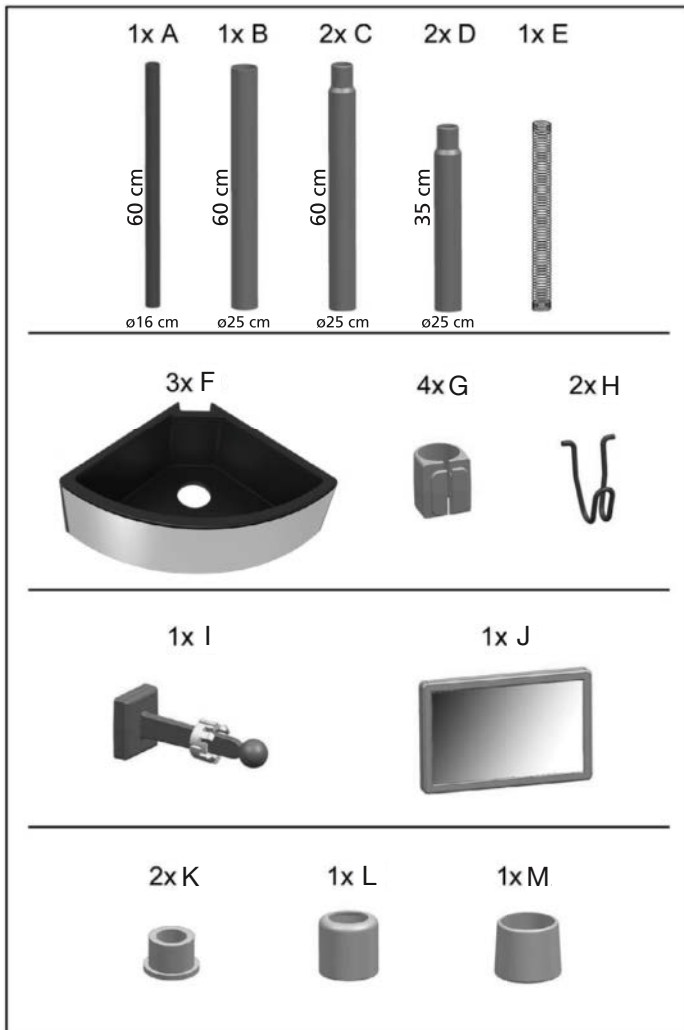 1x A 1x B 2x C 2x D 1x E
60 cm 60 cm 60 cm 35 cm
ø16 cm ø25 cm ø25 cm ø25 cm
3x F 4x G 2x H
1x I 1x J
2x K 1x L 1x M